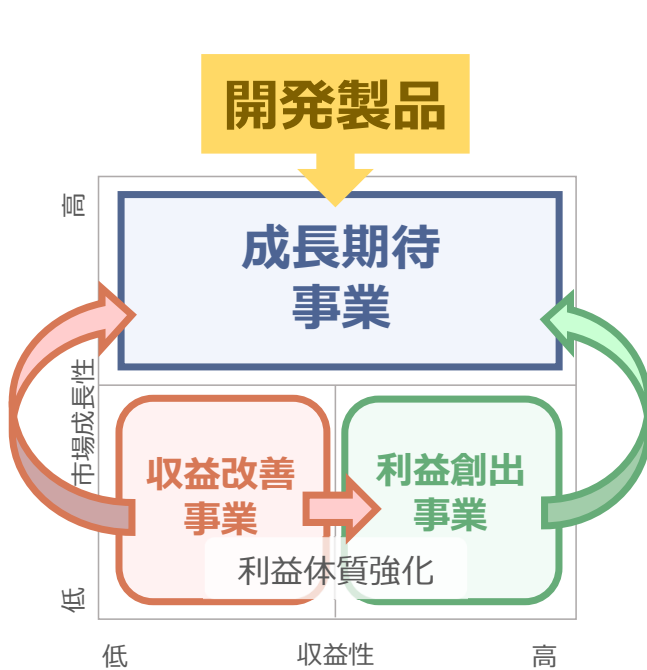 開発製品
高
成長期待
事業
市場成長性
収益改善
事業
利益創出
事業
利益体質強化
低
低
収益性
高